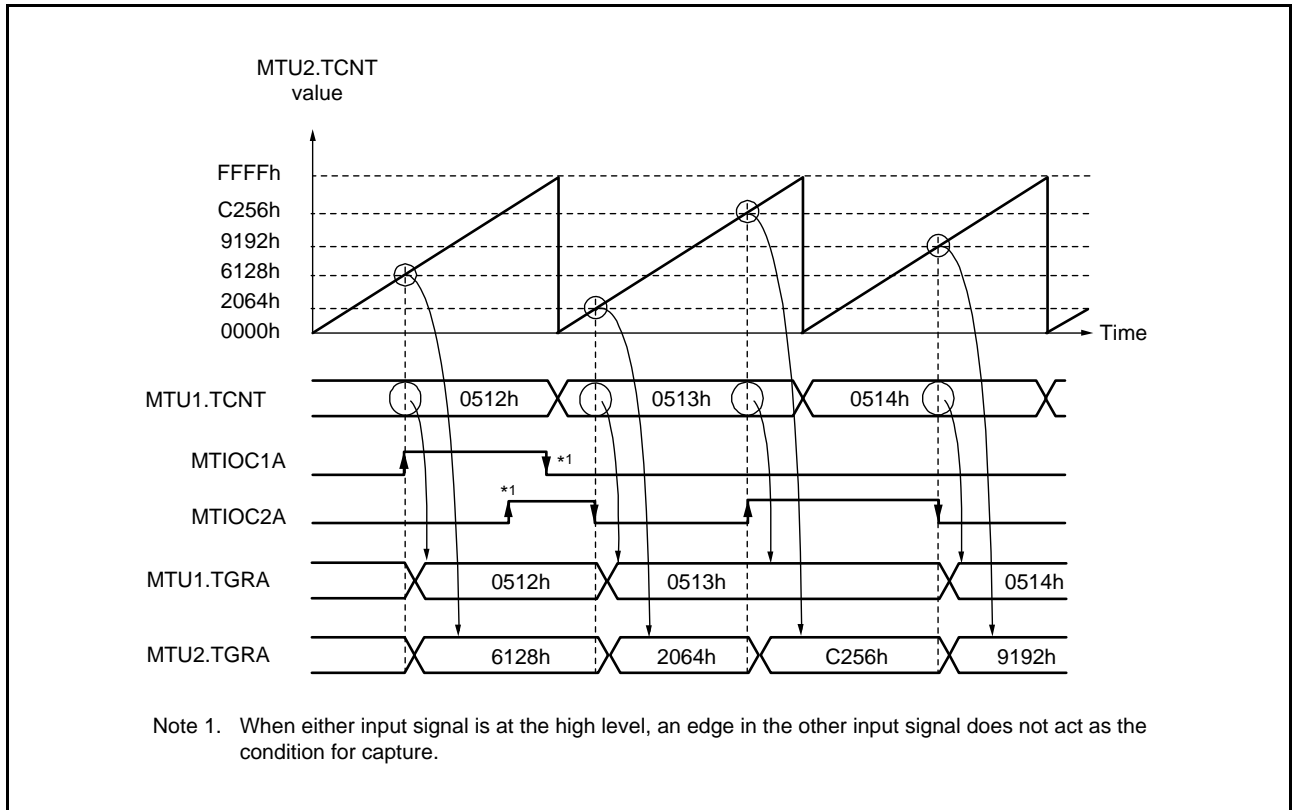 MTU2.TCNT
value
FFFFh
C256h
9192h
6128h
2064h
0000h
Time
MTU1.TCNT
0512h
0513h
0514h
MTIOC1A
*1
*1
MTIOC2A
MTU1.TGRA
0512h
0513h
0514h
MTU2.TGRA
6128h
2064h
C256h
9192h
Note 1. When either input signal is at the high level, an edge in the other input signal does not act as the
condition for capture.